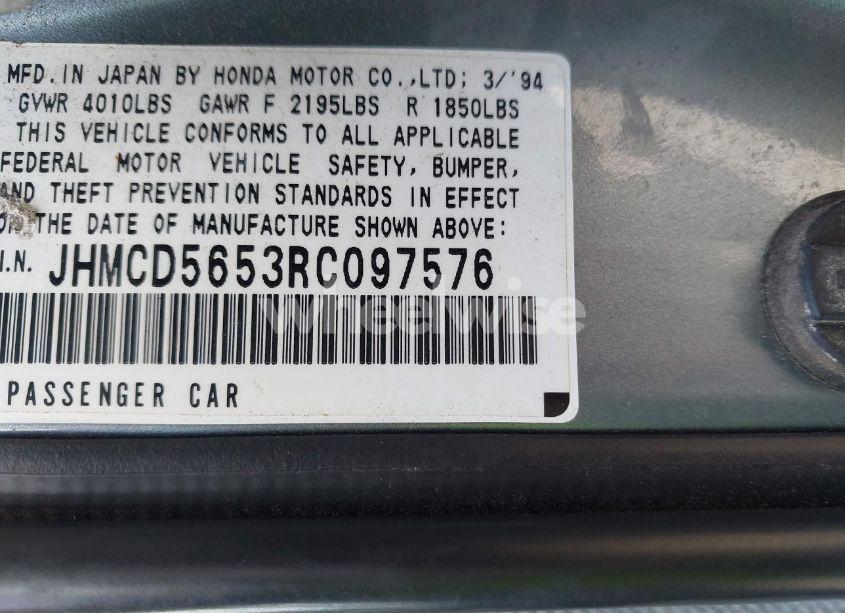 MFD. IN JAPAN BY HONDA MOTOR CO.,LTD; 3/'94
GVWR 4010LBS GAWR F 2195LBS R 1850LBS
THIS VEHICLE CONFORMS TO ALL APPLICABLE
FEDERAL MOTOR VEHICLE SAFETY, BUMPER,
AND THEFT PREVENTION STANDARDS IN EFFECT
ON THE DATE OF MANUFACTURE SHOWN ABOVE:
I.N. JHMCD5653RC097576
wheelwise
PASSENGER CAR